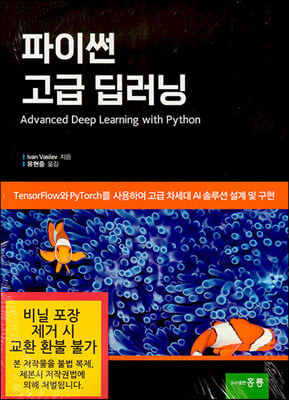 파이썬
고급 딥러닝
Advanced Deep Learning with Python
Ivan Vasilev 지음
유현중 옮김
TensorFlow와 PyTorch를 사용하여 고급 차세대 AI 솔루션 설계 및 구현
비닐 포장
제거 시
교환 환불 불가
본 저작물을 불법 복제,
제본시 저작권법에
의해 처벌됩니다.
홍릉